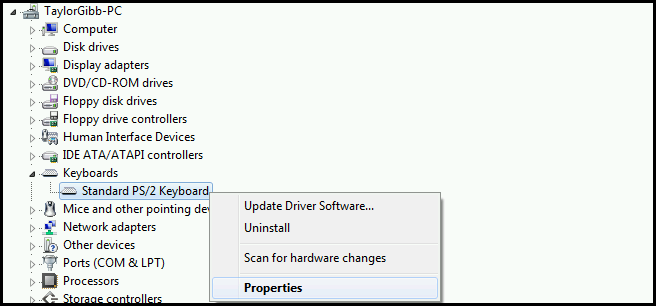 TaylorGibb-PC
Computer
Disk drives
Display adapters
DVD/CD-ROM drives
Floppy disk drives
Floppy drive controllers
Human Interface Devices
IDE ATA/ATAPI controllers
Keyboards
Standard PS/2 Keyboard
Mice and other pointing dev
Network adapters
Other devices
Ports (COM & LPT)
Processors
Storage controllers
Update Driver Software...
Uninstall
Scan for hardware changes
Properties